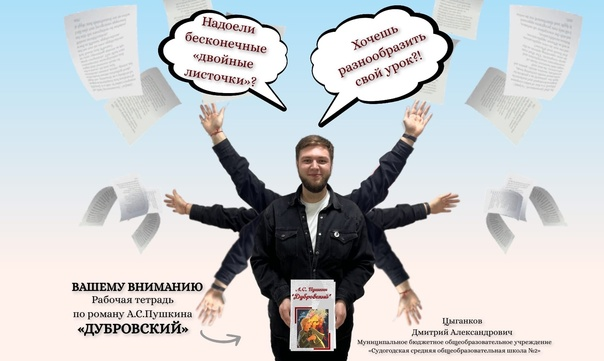 Надоели
бесконечные
«двойные
листочки»?
Хочешь
разнообразить
свой урок?!
А.С. Пушкин
"Дубровский"
ВАШЕМУ ВНИМАНИЮ
Рабочая тетрадь
по роману А.С.Пушкина
«ДУБРОВСКИЙ»
Цыганков
Дмитрий Александрович
Муниципальное бюджетное общеобразовательное учреждение
«Судогодская средняя общеобразовательная школа №2»